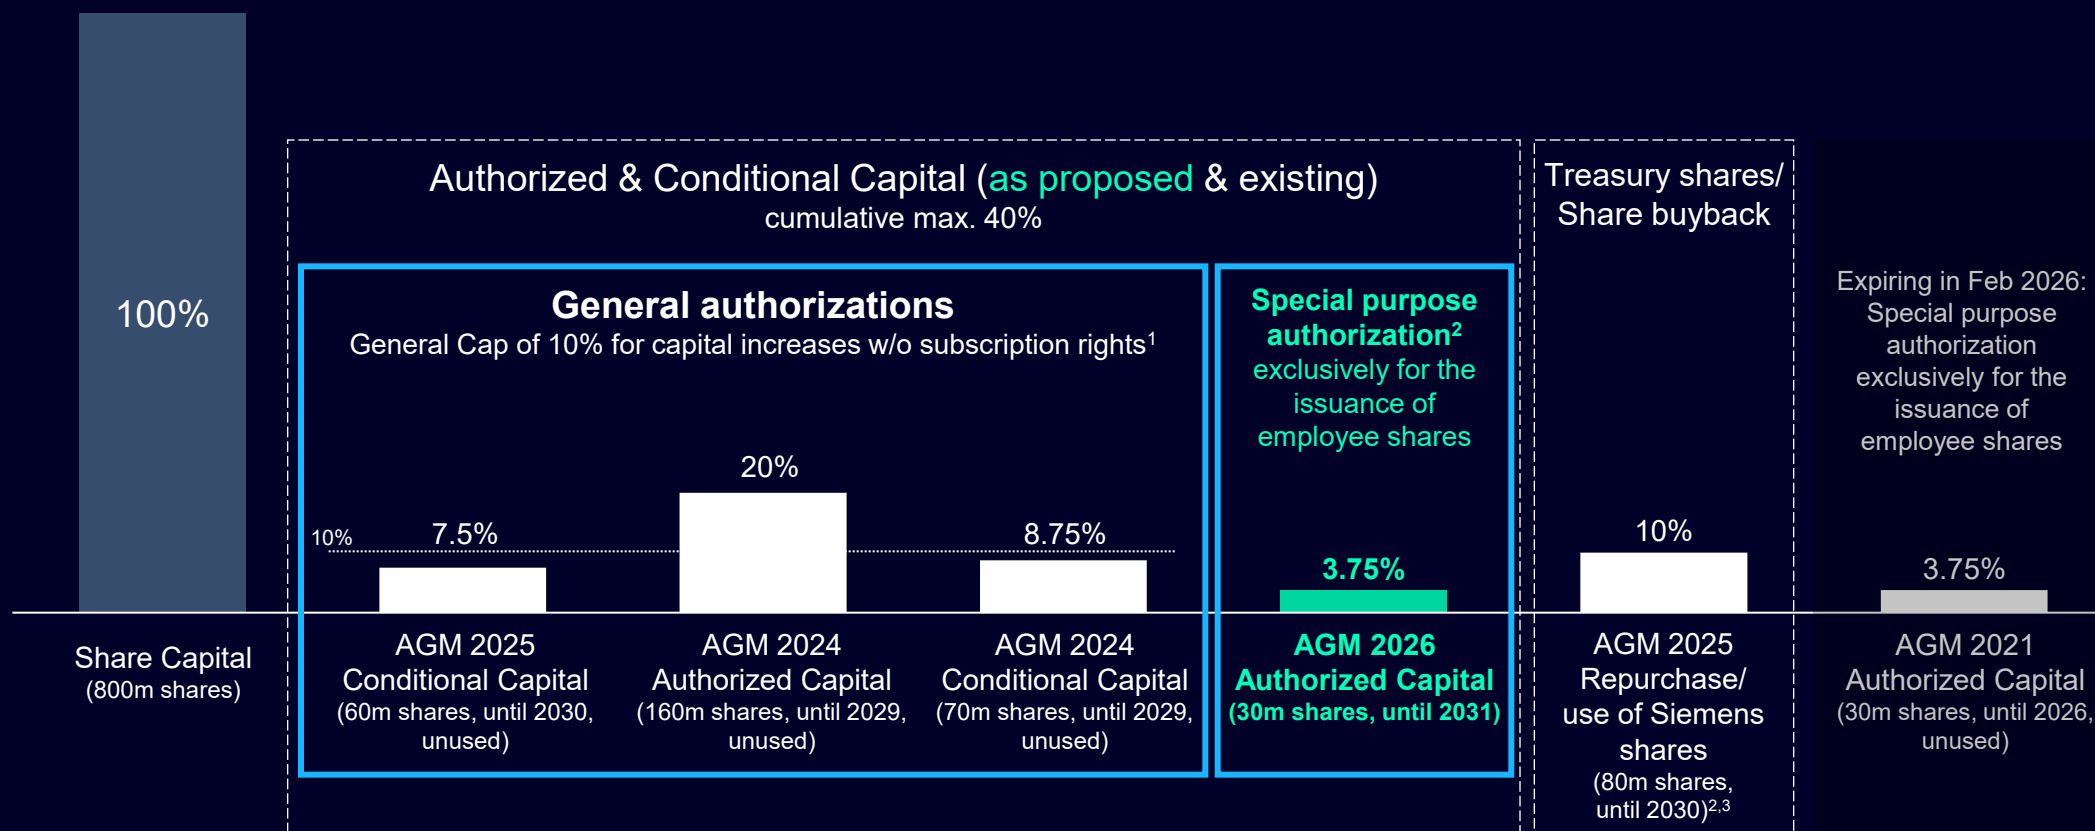 100%
Share Capital
(800m shares)
Authorized & Conditional Capital (as proposed & existing)
cumulative max. 40%
General authorizations
General Cap of 10% for capital increases w/o subscription rights¹
10%
7.5%
20%
8.75%
AGM 2025
Conditional Capital
(60m shares, until 2030,
unused)
AGM 2024
Authorized Capital
(160m shares, until 2029,
unused)
AGM 2024
Conditional Capital
(70m shares, until 2029,
unused)
Special purpose
authorization²
exclusively for the
issuance of
employee shares
3.75%
AGM 2026
Authorized Capital
(30m shares, until 2031)
Treasury shares/
Share buyback
10%
AGM 2025
Repurchase/
use of Siemens
shares
(80m shares,
until 2030)²,³
Expiring in Feb 2026:
Special purpose
authorization
exclusively for the
issuance of
employee shares
3.75%
AGM 2021
Authorized Capital
(30m shares, until 2026,
unused)